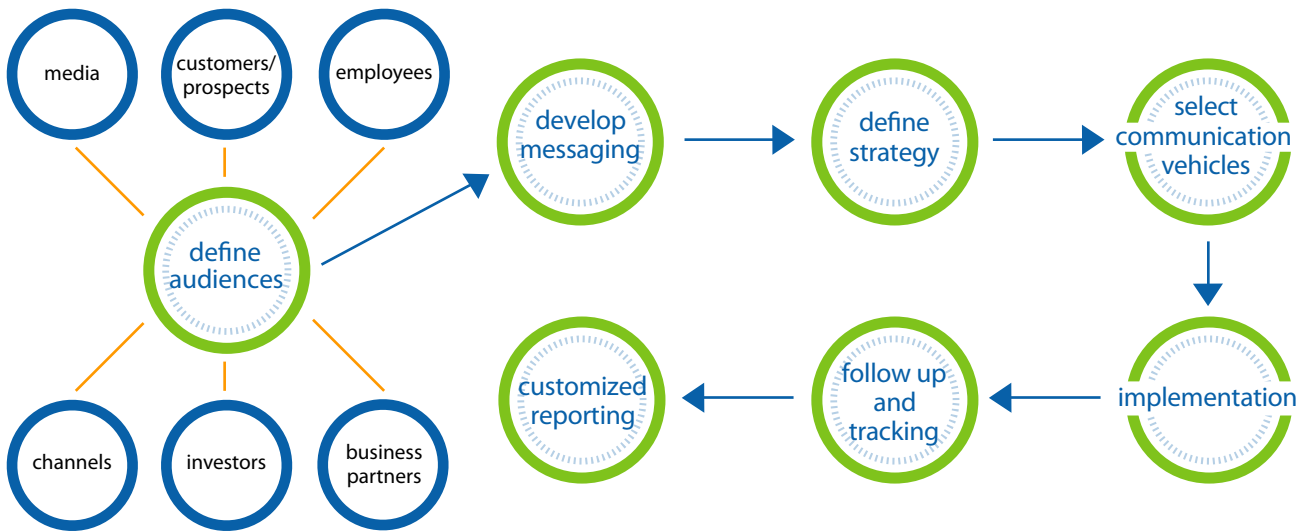 media
customers/
prospects
employees
define
audiences
channels
investors
business
partners
develop
messaging
define
strategy
select
communication
vehicles
implementation
follow up
and
tracking
customized
reporting